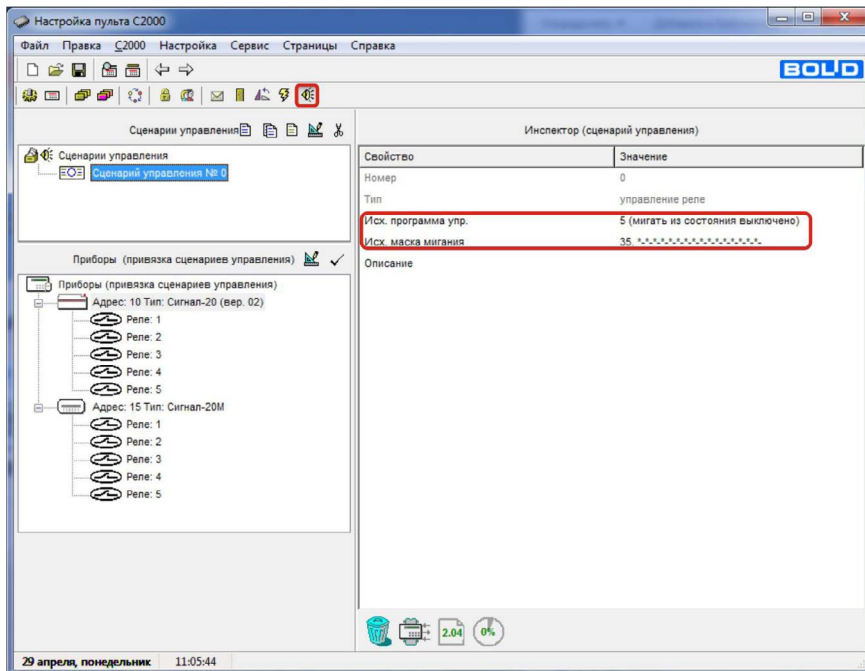 Настройка пульта С2000
Файл Правка С2000 Настройка Сервис Страницы Справка
BOLID
Сценарии управления
Сценарии управления
Сценарий управления № 0
Приборы (привязка сценариев управления)
Приборы (привязка сценариев управления)
Адрес: 10 Тип: Сигнал-20 (вер. 02)
Реле: 1
Реле: 2
Реле: 3
Реле: 4
Реле: 5
Адрес: 15 Тип: Сигнал-20М
Реле: 1
Реле: 2
Реле: 3
Реле: 4
Реле: 5
Инспектор (сценарий управления)
Свойство Значение
Номер 0
Тип управление реле
Исх. программа упр. 5 (мигать из состояния выключено)
Исх. маска мигания 35. *-*-*-*-*-*-*-*-*-*-*-*-*-*-*-*-
Описание
2.04 0%
29 апреля, понедельник 11:05:44